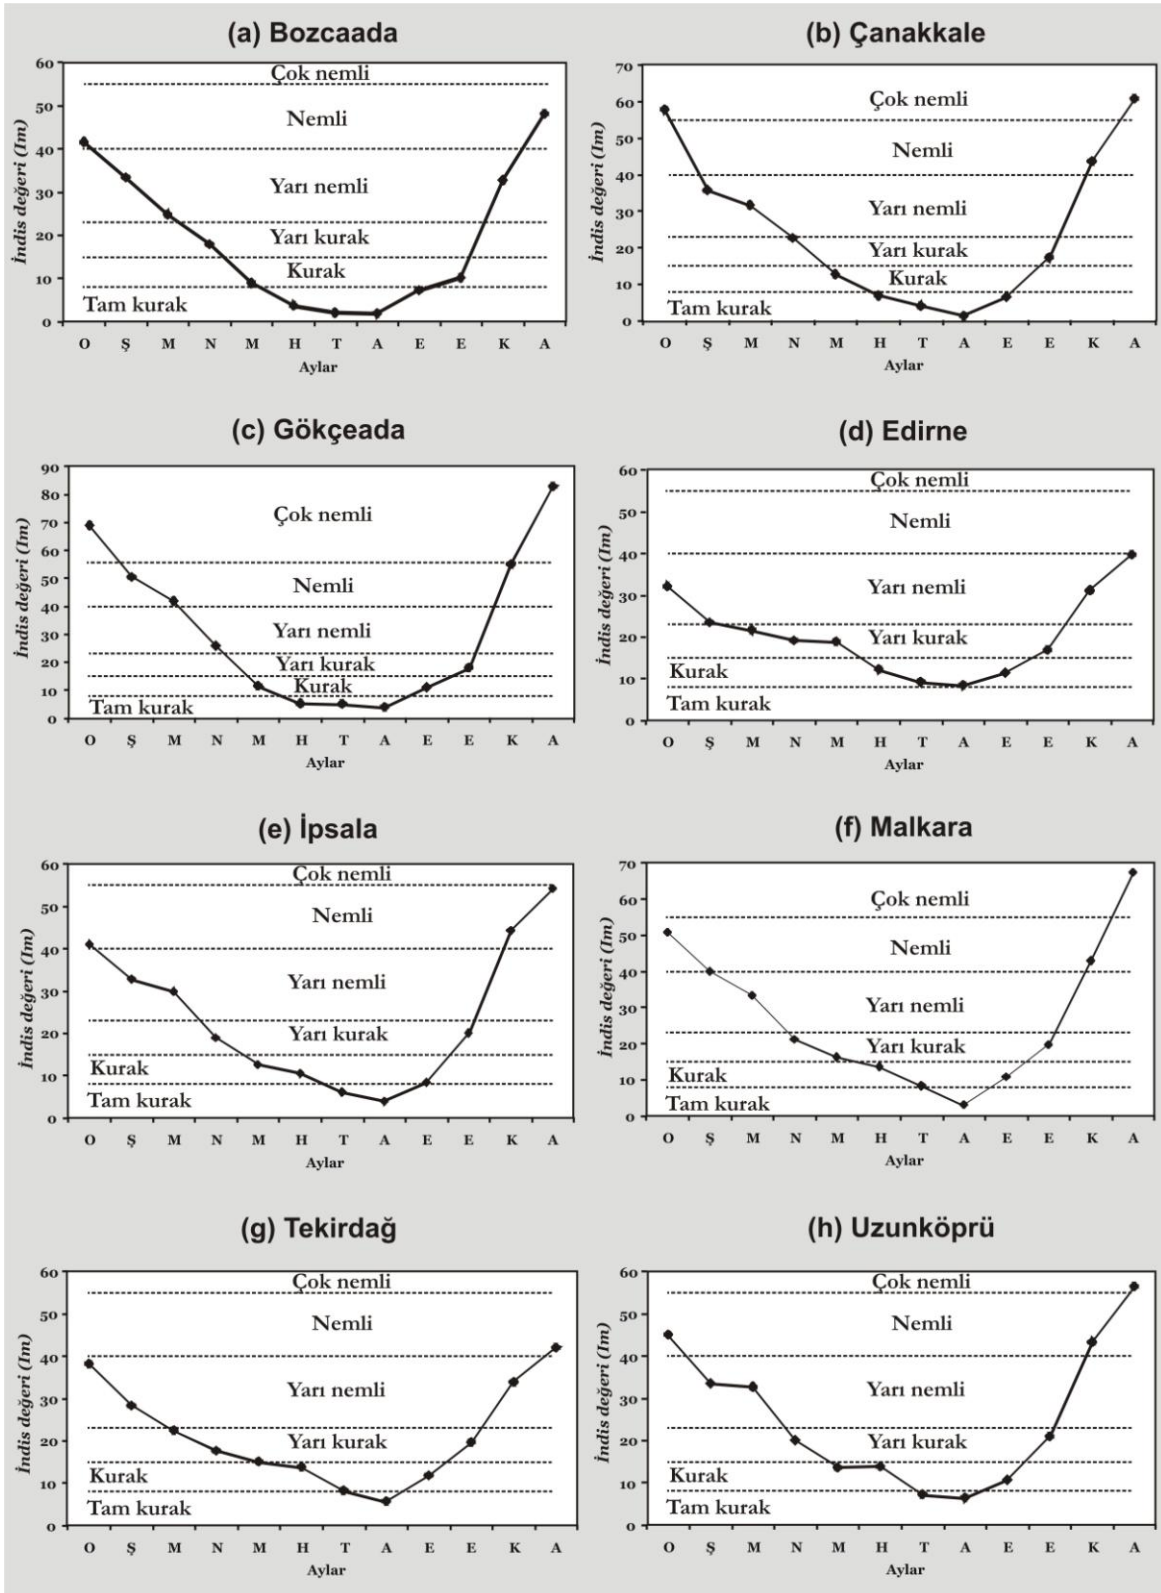 (a) Bozcaada
İndis değeri (Im)
60
50
40
30
20
10
0
Çok nemli
Nemli
Yarı nemli
Yarı kurak
Kurak
Tam kurak
O Ş M N M H T A E E K A
Aylar
(b) Çanakkale
İndis değeri (Im)
70
60
50
40
30
20
10
0
Çok nemli
Nemli
Yarı nemli
Yarı kurak
Kurak
Tam kurak
O Ş M N M H T A E E K A
Aylar
(c) Gökçeada
İndis değeri (Im)
90
80
70
60
50
40
30
20
10
0
Çok nemli
Nemli
Yarı nemli
Yarı kurak
Kurak
Tam kurak
O Ş M N M H T A E E K A
Aylar
(d) Edirne
İndis değeri (Im)
60
50
40
30
20
10
0
Çok nemli
Nemli
Yarı nemli
Yarı kurak
Kurak
Tam kurak
O Ş M N M H T A E E K A
Aylar
(e) İpsala
İndis değeri (Im)
60
50
40
30
20
10
0
Çok nemli
Nemli
Yarı nemli
Yarı kurak
Kurak
Tam kurak
O Ş M N M H T A E E K A
Aylar
(f) Malkara
İndis değeri (Im)
70
60
50
40
30
20
10
0
Çok nemli
Nemli
Yarı nemli
Yarı kurak
Kurak
Tam kurak
O Ş M N M H T A E E K A
Aylar
(g) Tekirdağ
İndis değeri (Im)
60
50
40
30
20
10
0
Çok nemli
Nemli
Yarı nemli
Yarı kurak
Kurak
Tam kurak
O Ş M N M H T A E E K A
Aylar
(h) Uzunköprü
İndis değeri (Im)
60
50
40
30
20
10
0
Çok nemli
Nemli
Yarı nemli
Yarı kurak
Kurak
Tam kurak
O Ş M N M H T A E E K A
Aylar